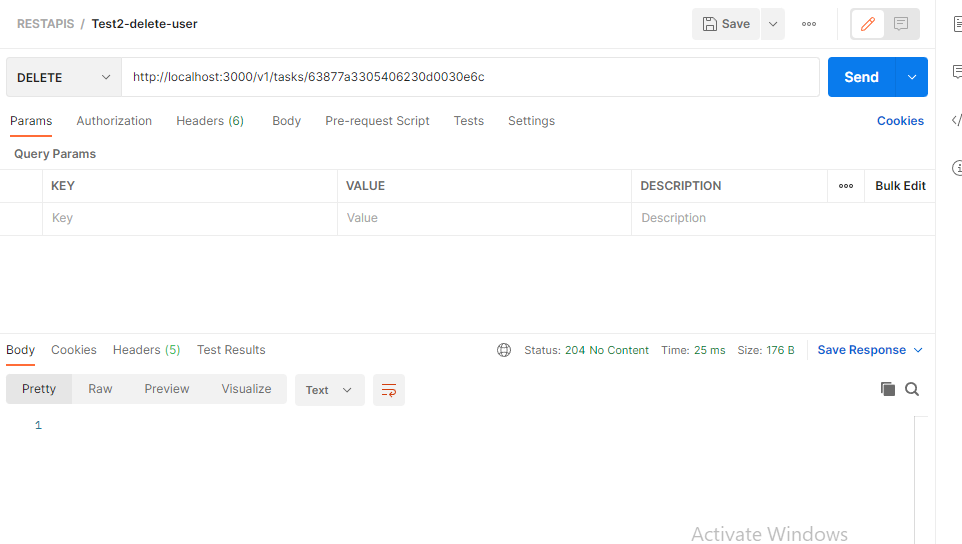 RESTAPIS / Test2-delete-user Save
DELETE http://localhost:3000/v1/tasks/63877a3305406230d0030e6c Send
Params Authorization Headers (6) Body Pre-request Script Tests Settings Cookies
Query Params
KEY VALUE DESCRIPTION Bulk Edit
Key Value Description
Body Cookies Headers (5) Test Results Status: 204 No Content Time: 25 ms Size: 176 B Save Response
Pretty Raw Preview Visualize Text
1
Activate Windows